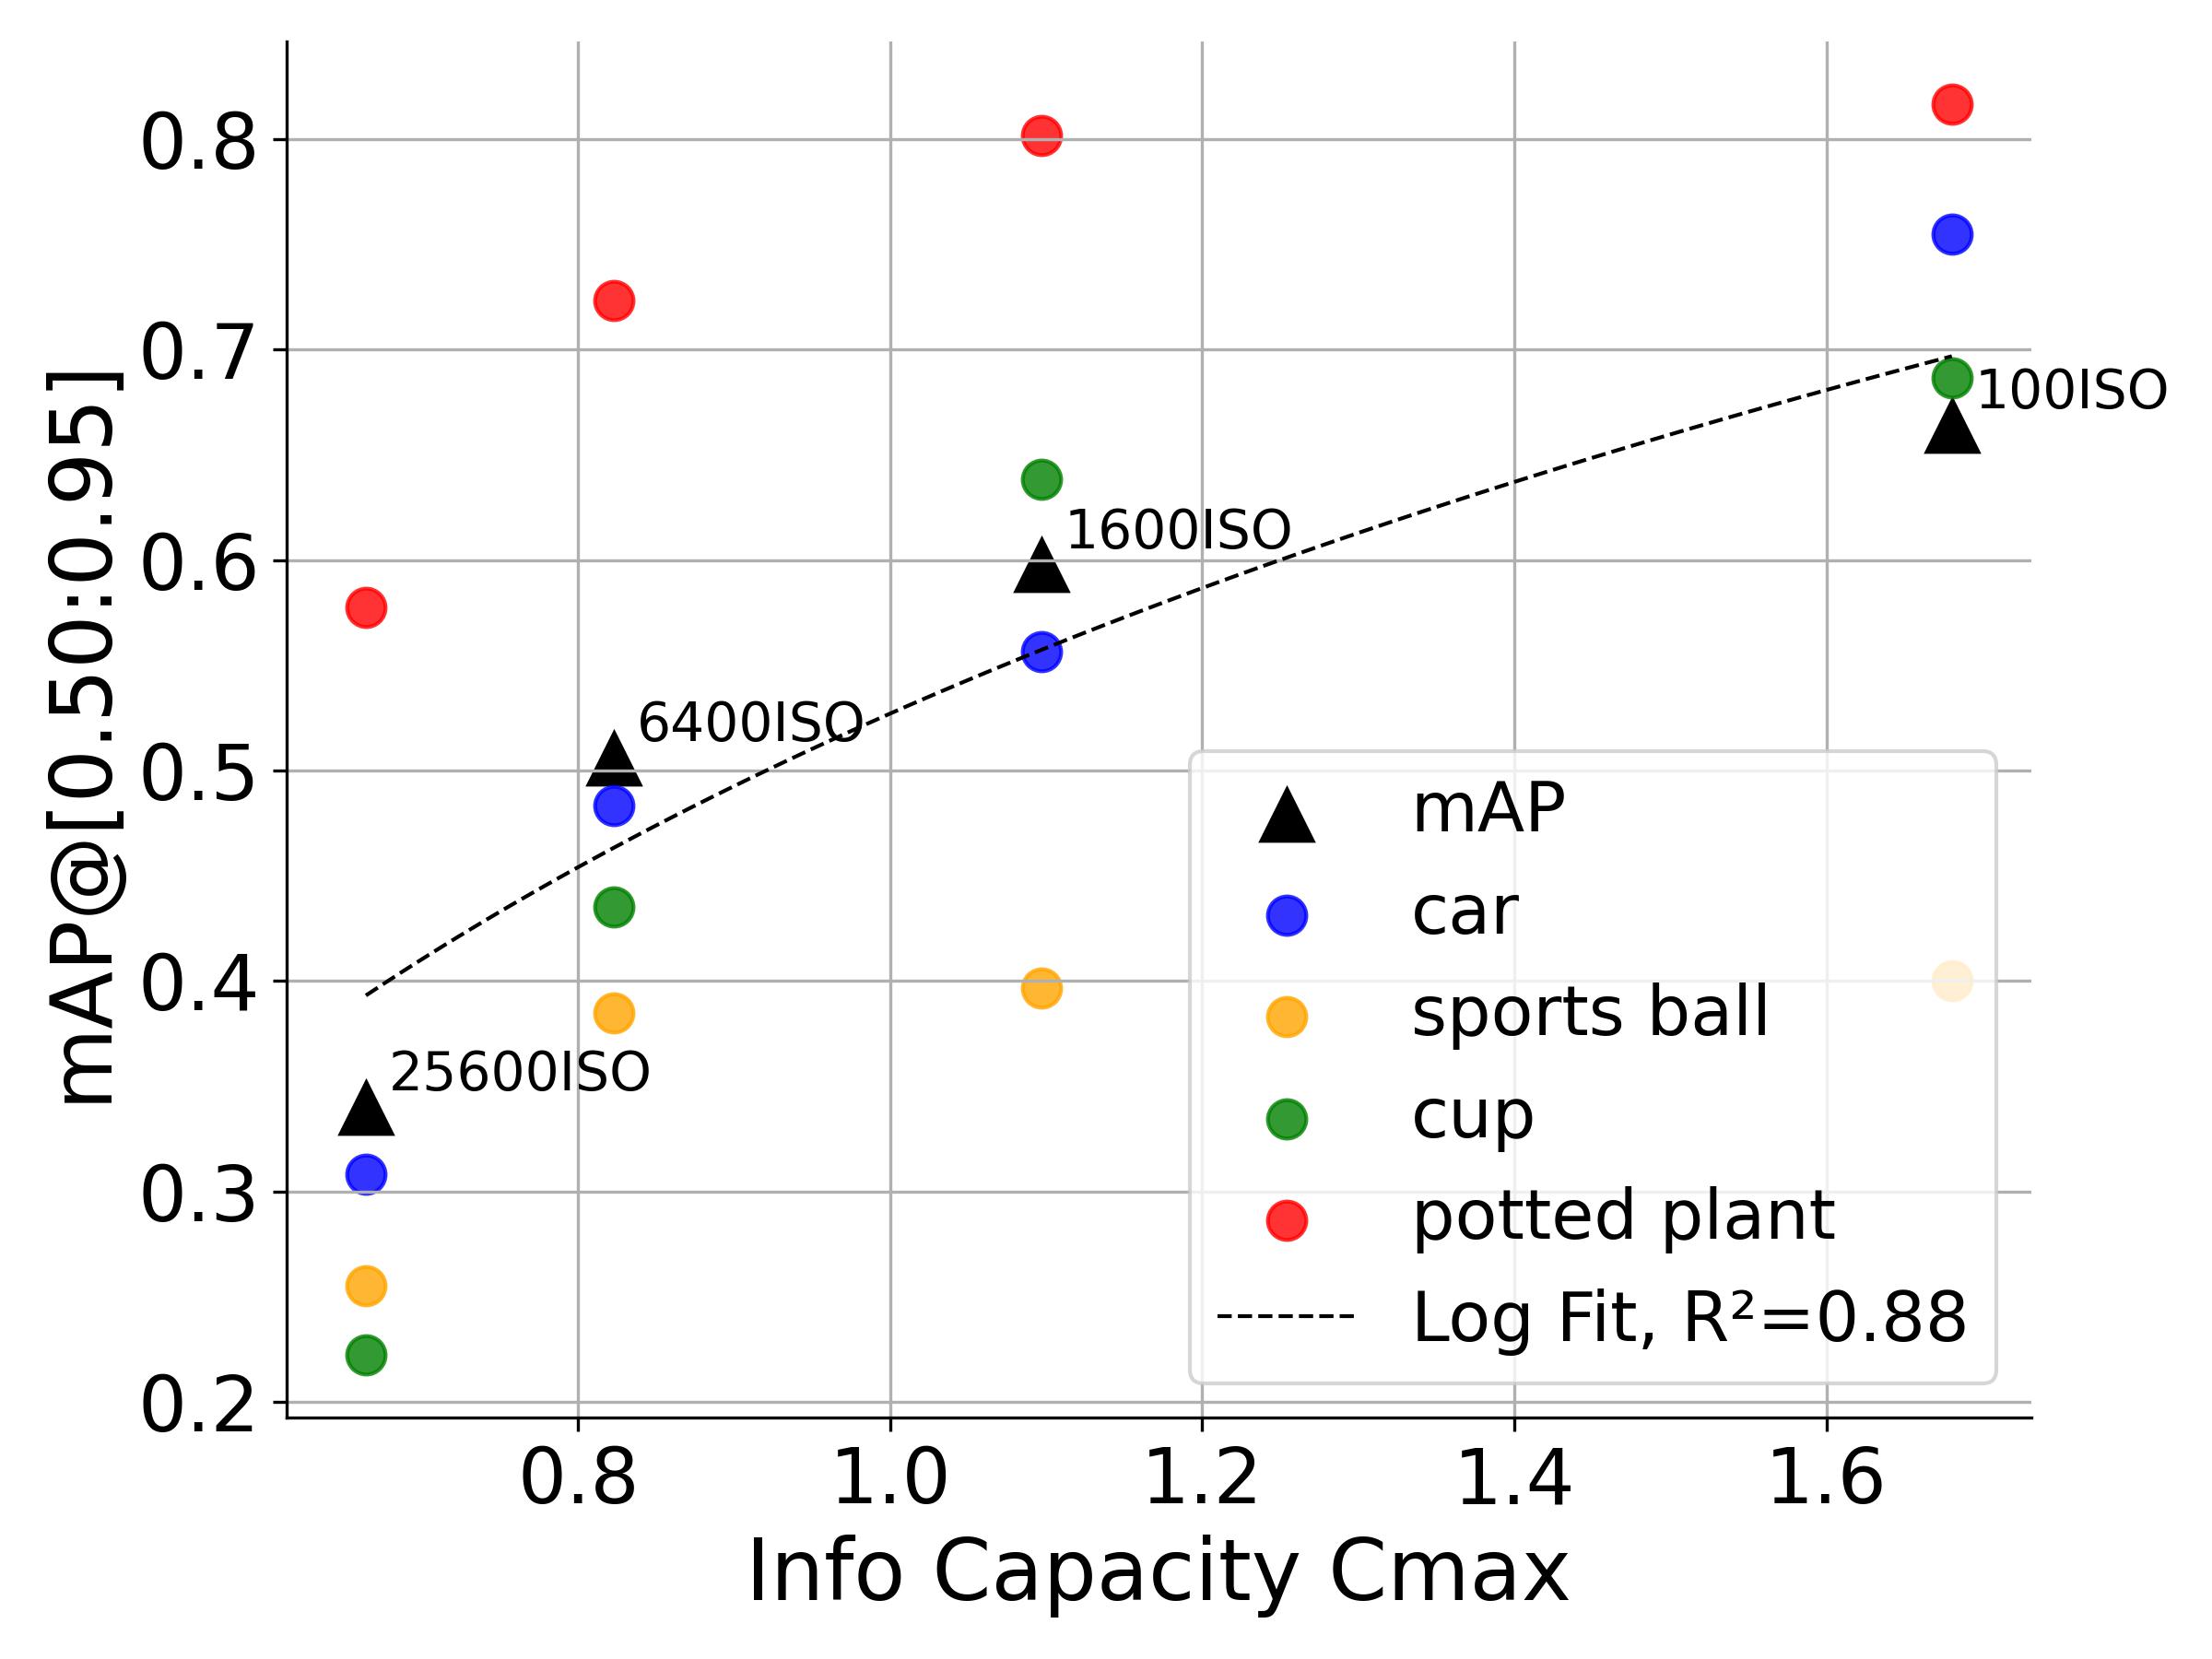 mAP@[0.50:0.95]
0.8
0.7
0.6
0.5
0.4
0.3
0.2
100ISO
1600ISO
6400ISO
25600ISO
mAP
car
sports ball
cup
potted plant
Log Fit, R²=0.88
0.8 1.0 1.2 1.4 1.6
Info Capacity Cmax